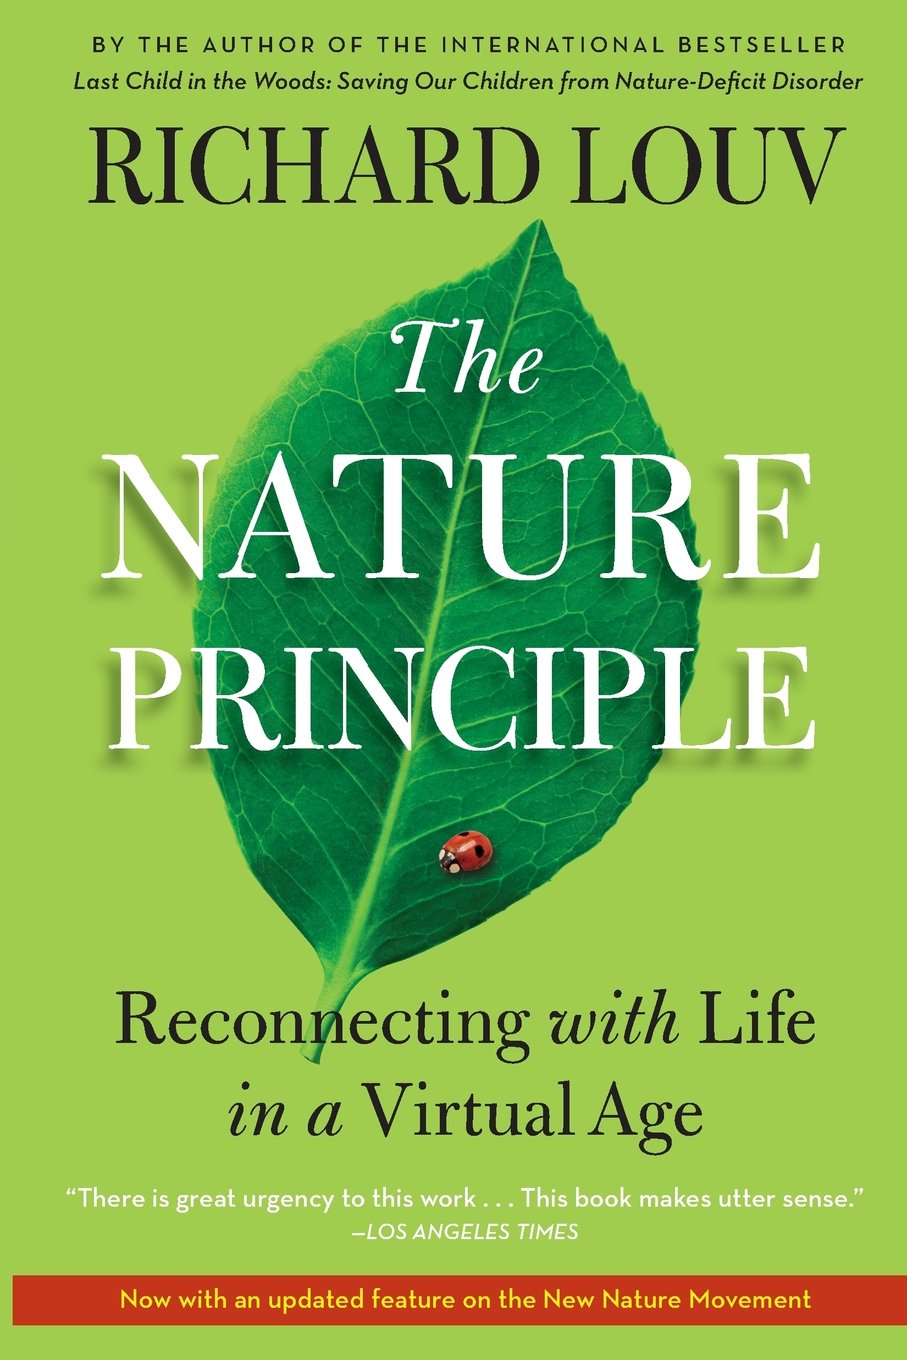 BY THE AUTHOR OF THE INTERNATIONAL BESTSELLER
Last Child in the Woods: Saving Our Children from Nature-Deficit Disorder
RICHARD LOUV
The
NATURE
PRINCIPLE
Reconnecting with Life
in a Virtual Age
“There is great urgency to this work . . . This book makes utter sense.”
—LOS ANGELES TIMES
Now with an updated feature on the New Nature Movement